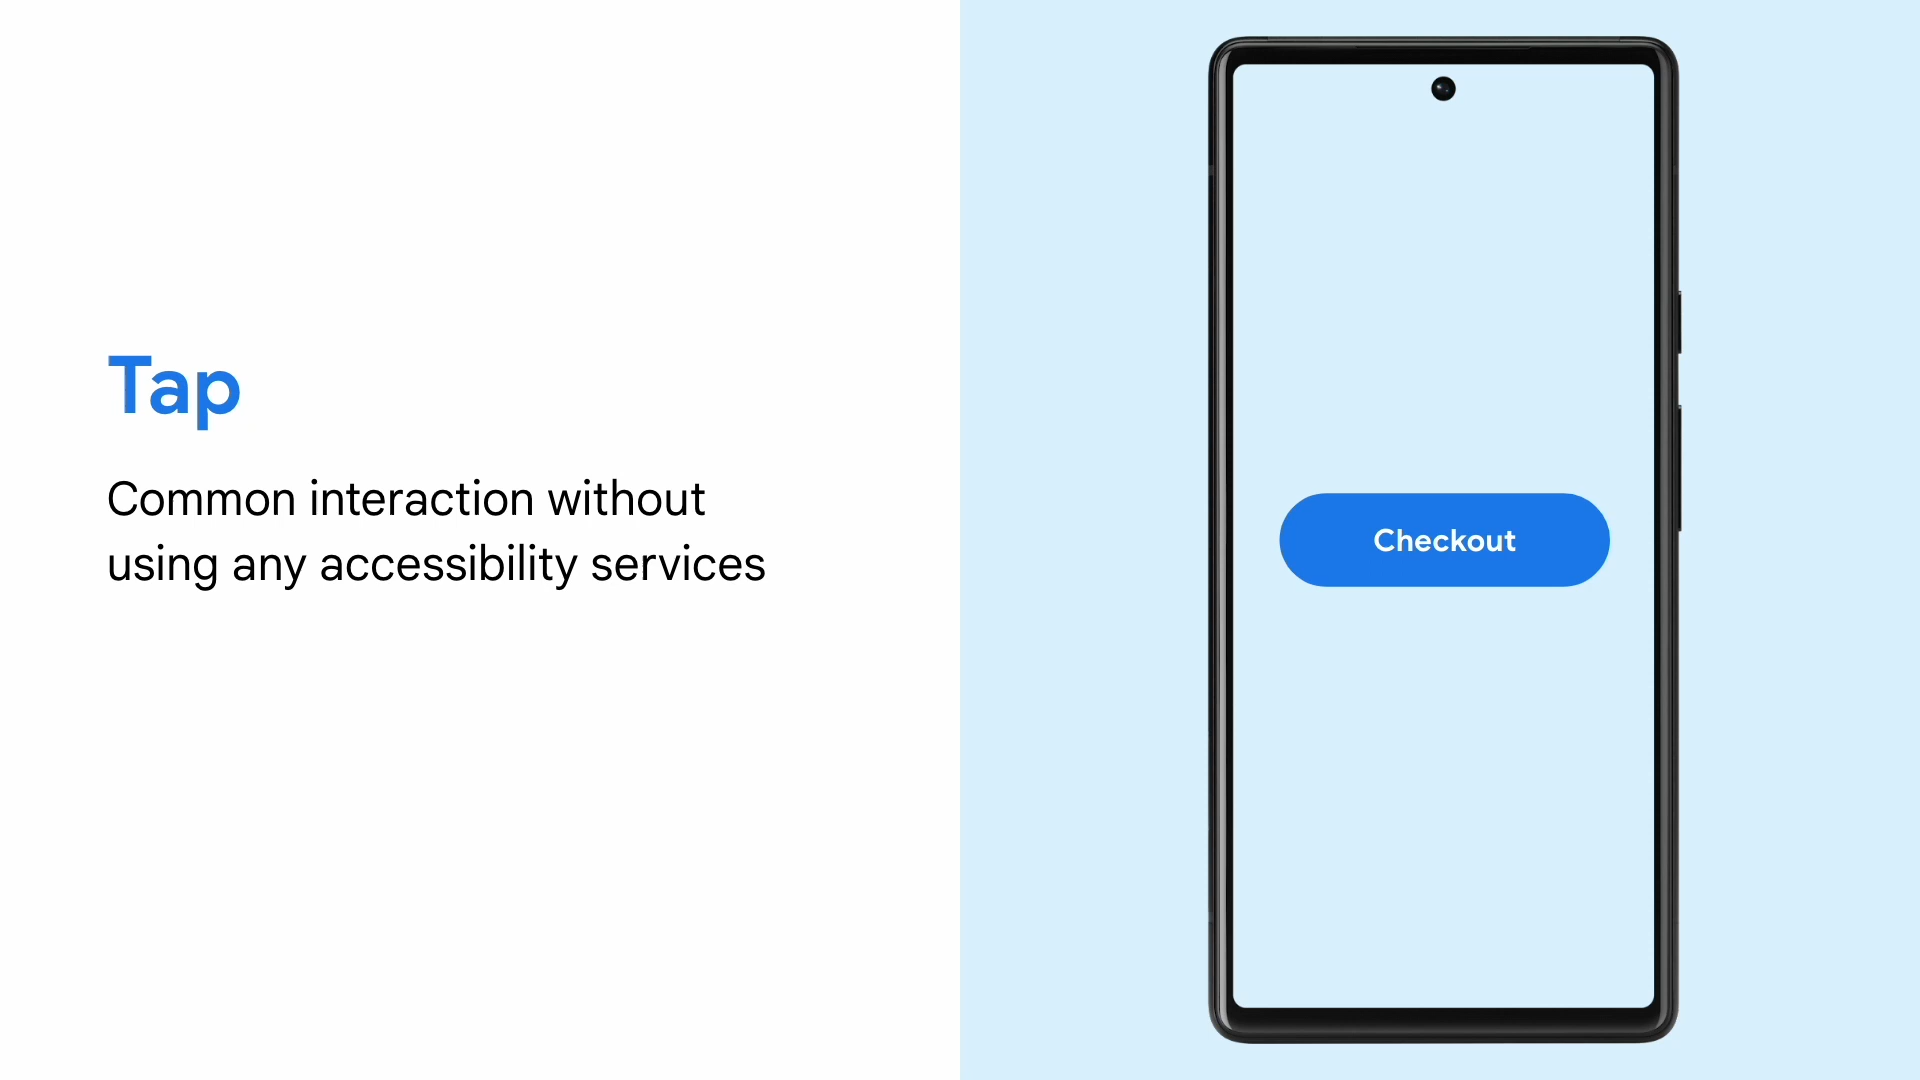 Tap
Common interaction without
using any accessibility services
Checkout